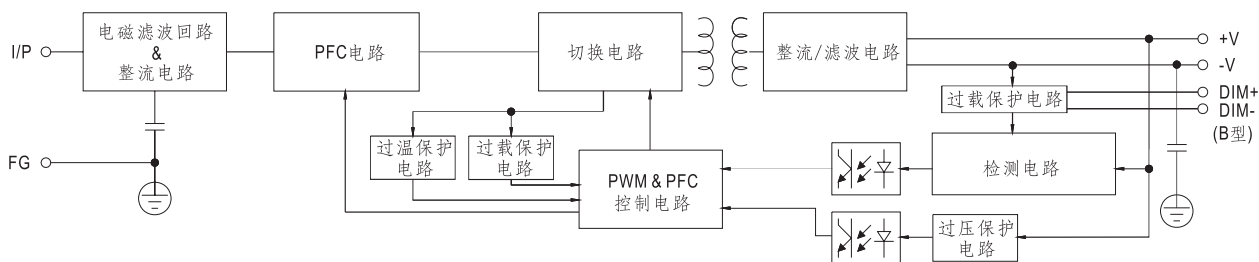 I/P
电磁滤波回路
&
整流电路
PFC电路
切换电路
整流/滤波电路
+V
-V
过载保护电路
DIM+
DIM-
(B型)
过温保护
电路
过载保护
电路
FG
PWM & PFC
控制电路
检测电路
过压保护
电路